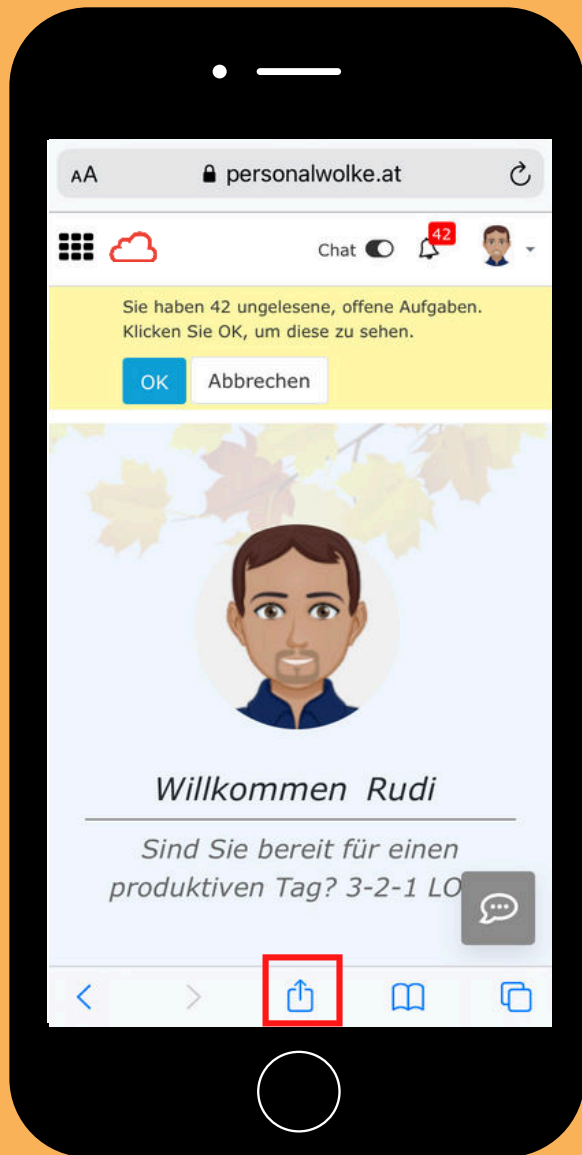 AA personalwolke.at
Chat 42
Sie haben 42 ungelesene, offene Aufgaben.
Klicken Sie OK, um diese zu sehen.
OK Abbrechen
Willkommen Rudi
Sind Sie bereit für einen
produktiven Tag? 3-2-1 LO